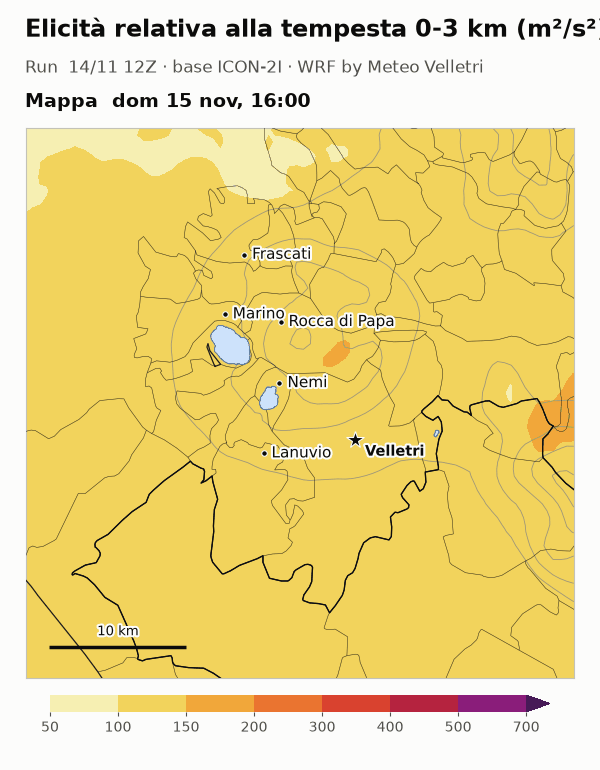 Elicità relativa alla tempesta 0-3 km (m²/s²)
Run 14/11 12Z · base ICON-2I · WRF by Meteo Velletri
Mappa dom 15 nov, 16:00
Frascati
Marino
Rocca di Papa
Nemi
Velletri
Lanuvio
10 km
50 100 150 200 300 400 500 700